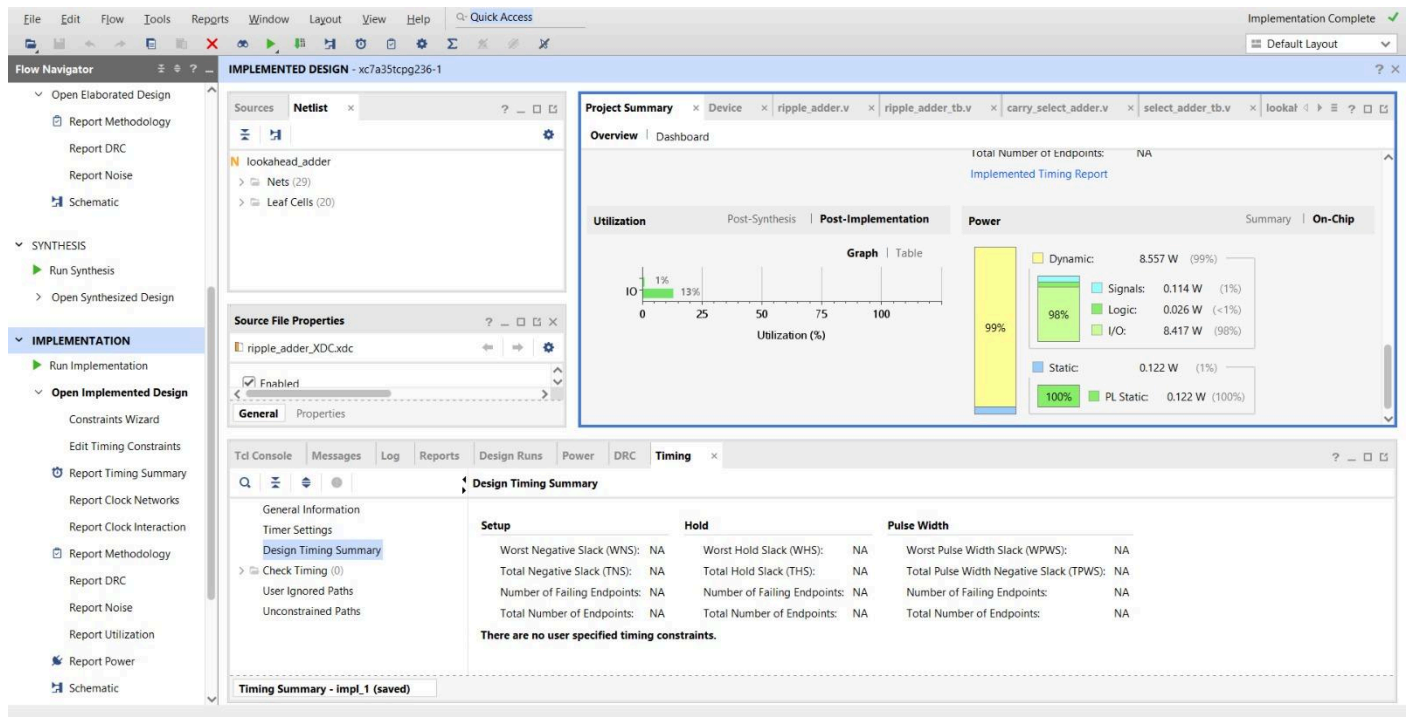 File Edit Flow Tools Reports Window Layout View Help Quick Access Implementation Complete
Default Layout
Flow Navigator ? _
IMPLEMENTED DESIGN - xc7a35tcpg236-1 ? ×
Open Elaborated Design
Report Methodology
Report DRC
Report Noise
Schematic
SYNTHESIS
Run Synthesis
Open Synthesized Design
IMPLEMENTATION
Run Implementation
Open Implemented Design
Constraints Wizard
Edit Timing Constraints
Report Timing Summary
Report Clock Networks
Report Clock Interaction
Report Methodology
Report DRC
Report Noise
Report Utilization
Report Power
Schematic
Sources Netlist × ? _
N lookahead_adder
Nets (29)
Leaf Cells (20)
Source File Properties ? _ ×
ripple_adder_XDC.xdc
Enabled
General Properties
Project Summary × Device × ripple_adder.v × ripple_adder_tb.v × carry_select_adder.v × select_adder_tb.v × lookah ?
Overview | Dashboard
Total Number of Endpoints: NA
Implemented Timing Report
Utilization Post-Synthesis | Post-Implementation
Graph | Table
1%
IO 13%
0 25 50 75 100
Utilization (%)
Power Summary | On-Chip
99%
Dynamic: 8.557 W (99%)
98%
Signals: 0.114 W (1%)
Logic: 0.026 W (<1%)
I/O: 8.417 W (98%)
Static: 0.122 W (1%)
100% PL Static: 0.122 W (100%)
Tcl Console Messages Log Reports Design Runs Power DRC Timing × ? _
Design Timing Summary
General Information
Timer Settings
Design Timing Summary
Check Timing (0)
User Ignored Paths
Unconstrained Paths
Setup Hold Pulse Width
Worst Negative Slack (WNS): NA Worst Hold Slack (WHS): NA Worst Pulse Width Slack (WPWS): NA
Total Negative Slack (TNS): NA Total Hold Slack (THS): NA Total Pulse Width Negative Slack (TPWS): NA
Number of Failing Endpoints: NA Number of Failing Endpoints: NA Number of Failing Endpoints: NA
Total Number of Endpoints: NA Total Number of Endpoints: NA Total Number of Endpoints: NA
There are no user specified timing constraints.
Timing Summary - impl_1 (saved)